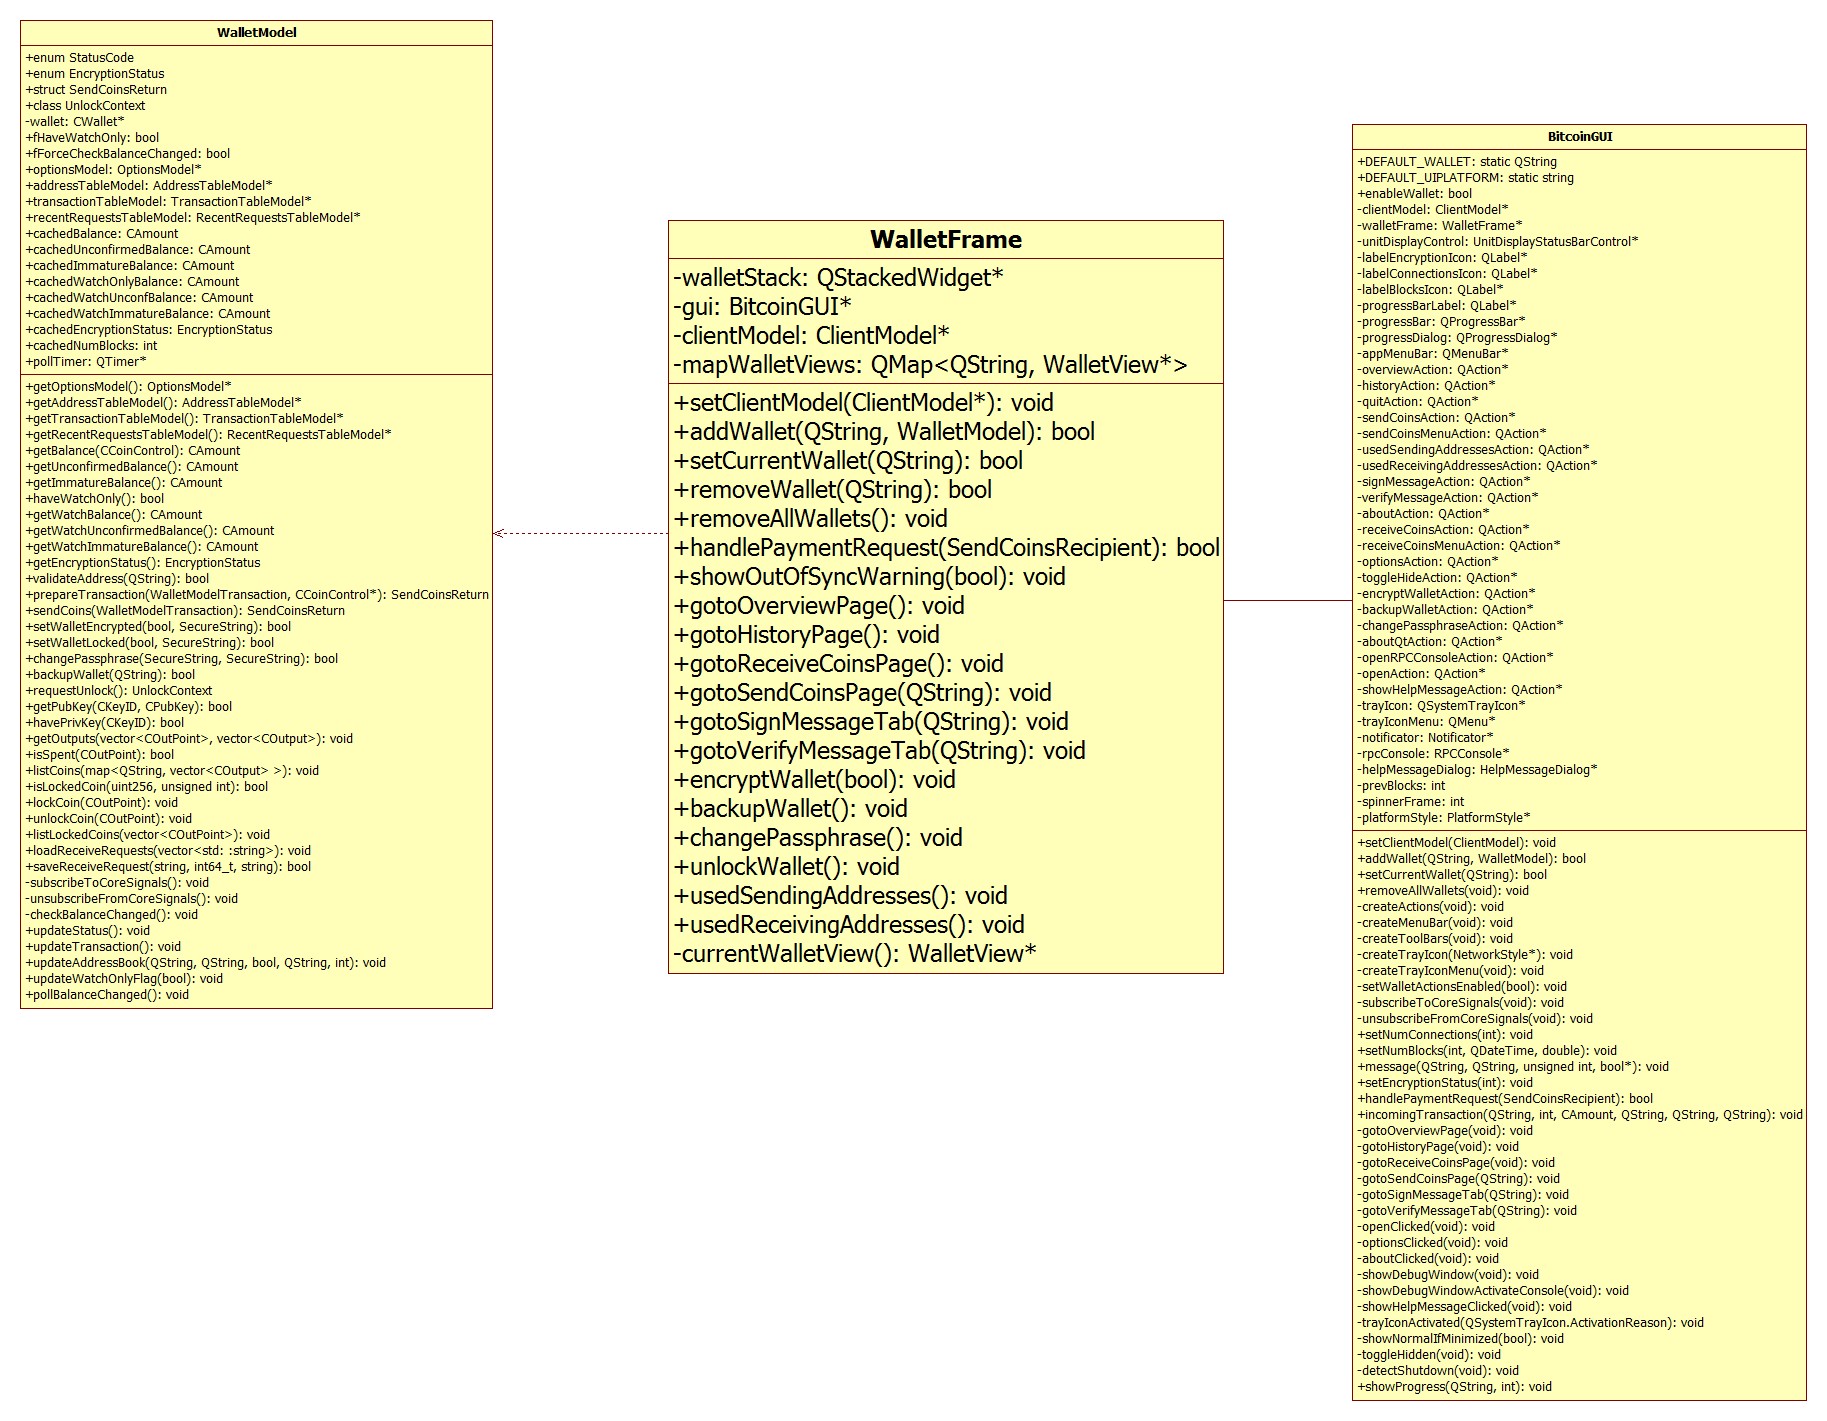 WalletModel
+enum StatusCode
+enum EncryptionStatus
+struct SendCoinsReturn
+class UnlockContext
-wallet: CWallet*
+fHaveWatchOnly: bool
+fForceCheckBalanceChanged: bool
+optionsModel: OptionsModel*
+addressTableModel: AddressTableModel*
+transactionTableModel: TransactionTableModel*
+recentRequestsTableModel: RecentRequestsTableModel*
+cachedBalance: CAmount
+cachedUnconfirmedBalance: CAmount
+cachedImmatureBalance: CAmount
+cachedWatchOnlyBalance: CAmount
+cachedWatchUnconfBalance: CAmount
+cachedWatchImmatureBalance: CAmount
+cachedEncryptionStatus: EncryptionStatus
+cachedNumBlocks: int
+pollTimer: QTimer*
+getOptionsModel(): OptionsModel*
+getAddressTableModel(): AddressTableModel*
+getTransactionTableModel(): TransactionTableModel*
+getRecentRequestsTableModel(): RecentRequestsTableModel*
+getBalance(CCoinControl): CAmount
+getUnconfirmedBalance(): CAmount
+getImmatureBalance(): CAmount
+haveWatchOnly(): bool
+getWatchBalance(): CAmount
+getWatchUnconfirmedBalance(): CAmount
+getWatchImmatureBalance(): CAmount
+getEncryptionStatus(): EncryptionStatus
+validateAddress(QString): bool
+prepareTransaction(WalletModelTransaction, CCoinControl*): SendCoinsReturn
+sendCoins(WalletModelTransaction): SendCoinsReturn
+setWalletEncrypted(bool, SecureString): bool
+setWalletLocked(bool, SecureString): bool
+changePassphrase(SecureString, SecureString): bool
+backupWallet(QString): bool
+requestUnlock(): UnlockContext
+getPubKey(CKeyID, CPubKey): bool
+havePrivKey(CKeyID): bool
+getOutputs(vector<COutPoint>, vector<COutput>): void
+isSpent(COutPoint): bool
+listCoins(map<QString, vector<COutput> >): void
+isLockedCoin(uint256, unsigned int): bool
+lockCoin(COutPoint): void
+unlockCoin(COutPoint): void
+listLockedCoins(vector<COutPoint>): void
+loadReceiveRequests(vector<std: :string>): void
+saveReceiveRequest(string, int64_t, string): bool
-subscribeToCoreSignals(): void
-unsubscribeFromCoreSignals(): void
-checkBalanceChanged(): void
+updateStatus(): void
+updateTransaction(): void
+updateAddressBook(QString, QString, bool, QString, int): void
+updateWatchOnlyFlag(bool): void
+pollBalanceChanged(): void
WalletFrame
-walletStack: QStackedWidget*
-gui: BitcoinGUI*
-clientModel: ClientModel*
-mapWalletViews: QMap<QString, WalletView*>
+setClientModel(ClientModel*): void
+addWallet(QString, WalletModel): bool
+setCurrentWallet(QString): bool
+removeWallet(QString): bool
+removeAllWallets(): void
+handlePaymentRequest(SendCoinsRecipient): bool
+showOutOfSyncWarning(bool): void
+gotoOverviewPage(): void
+gotoHistoryPage(): void
+gotoReceiveCoinsPage(): void
+gotoSendCoinsPage(QString): void
+gotoSignMessageTab(QString): void
+gotoVerifyMessageTab(QString): void
+encryptWallet(bool): void
+backupWallet(): void
+changePassphrase(): void
+unlockWallet(): void
+usedSendingAddresses(): void
+usedReceivingAddresses(): void
-currentWalletView(): WalletView*
BitcoinGUI
+DEFAULT_WALLET: static QString
+DEFAULT_UIPLATFORM: static string
+enableWallet: bool
-clientModel: ClientModel*
-walletFrame: WalletFrame*
-unitDisplayControl: UnitDisplayStatusBarControl*
-labelEncryptionIcon: QLabel*
-labelConnectionsIcon: QLabel*
-labelBlocksIcon: QLabel*
-progressBarLabel: QLabel*
-progressBar: QProgressBar*
-progressDialog: QProgressDialog*
-appMenuBar: QMenuBar*
-overviewAction: QAction*
-historyAction: QAction*
-quitAction: QAction*
-sendCoinsAction: QAction*
-sendCoinsMenuAction: QAction*
-usedSendingAddressesAction: QAction*
-usedReceivingAddressesAction: QAction*
-signMessageAction: QAction*
-verifyMessageAction: QAction*
-aboutAction: QAction*
-receiveCoinsAction: QAction*
-receiveCoinsMenuAction: QAction*
-optionsAction: QAction*
-toggleHideAction: QAction*
-encryptWalletAction: QAction*
-backupWalletAction: QAction*
-changePassphraseAction: QAction*
-aboutQtAction: QAction*
-openRPCConsoleAction: QAction*
-openAction: QAction*
-showHelpMessageAction: QAction*
-trayIcon: QSystemTrayIcon*
-trayIconMenu: QMenu*
-notificator: Notificator*
-rpcConsole: RPCConsole*
-helpMessageDialog: HelpMessageDialog*
-prevBlocks: int
-spinnerFrame: int
-platformStyle: PlatformStyle*
+setClientModel(ClientModel): void
+addWallet(QString, WalletModel): bool
+setCurrentWallet(QString): bool
+removeAllWallets(void): void
-createActions(void): void
-createMenuBar(void): void
-createToolBars(void): void
-createTrayIcon(NetworkStyle*): void
-createTrayIconMenu(void): void
-setWalletActionsEnabled(bool): void
-subscribeToCoreSignals(void): void
-unsubscribeFromCoreSignals(void): void
+setNumConnections(int): void
+setNumBlocks(int, QDateTime, double): void
+message(QString, QString, unsigned int, bool*): void
+setEncryptionStatus(int): void
+handlePaymentRequest(SendCoinsRecipient): bool
+incomingTransaction(QString, int, CAmount, QString, QString, QString): void
-gotoOverviewPage(void): void
-gotoHistoryPage(void): void
-gotoReceiveCoinsPage(void): void
-gotoSendCoinsPage(QString): void
-gotoSignMessageTab(QString): void
-gotoVerifyMessageTab(QString): void
-openClicked(void): void
-optionsClicked(void): void
-aboutClicked(void): void
-showDebugWindow(void): void
-showDebugWindowActivateConsole(void): void
-showHelpMessageClicked(void): void
-trayIconActivated(QSystemTrayIcon.ActivationReason): void
-showNormalIfMinimized(bool): void
-toggleHidden(void): void
-detectShutdown(void): void
+showProgress(QString, int): void